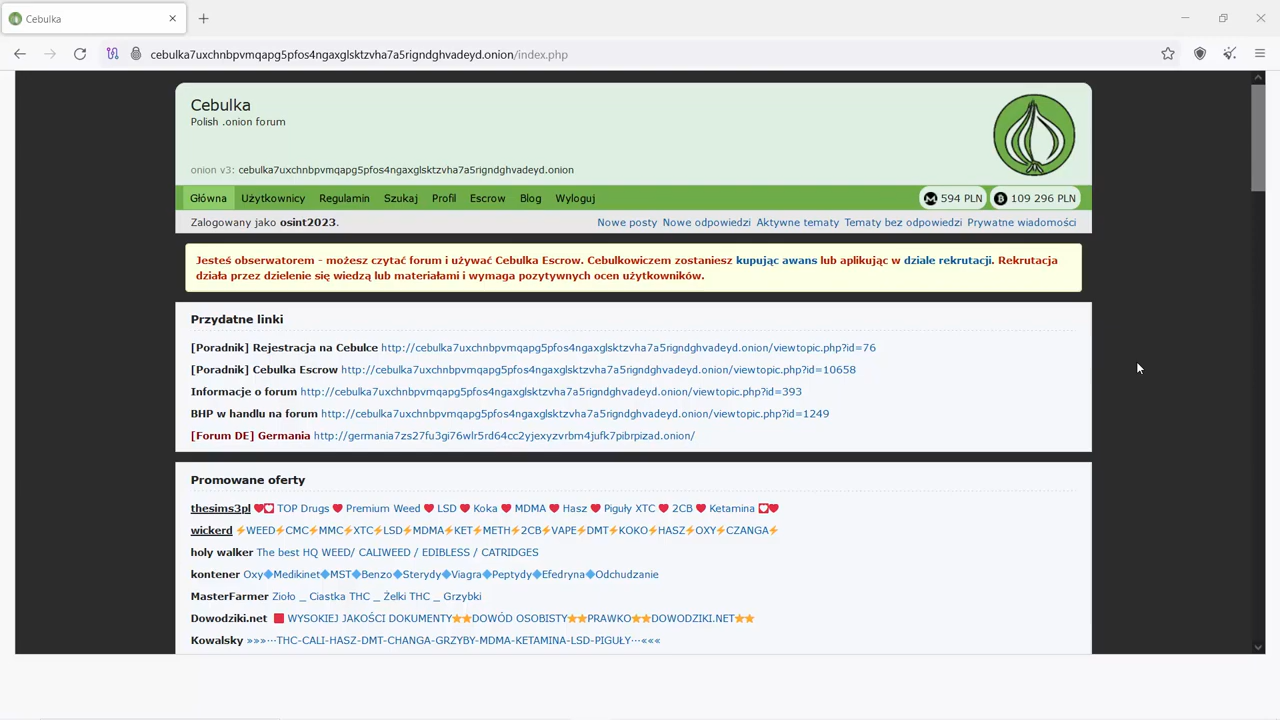 Cebulka
cebulka7uxchnbpvmqapg5pfos4ngaxglsktzvha7a5rigndghvadeyd.onion/index.php
Cebulka
Polish .onion forum
onion v3: cebulka7uxchnbpvmqapg5pfos4ngaxglsktzvha7a5rigndghvadeyd.onion
Główna Użytkownicy Regulamin Szukaj Profil Escrow Blog Wyloguj 594 PLN 109 296 PLN
Zalogowany jako osint2023. Nowe posty Nowe odpowiedzi Aktywne tematy Tematy bez odpowiedzi Prywatne wiadomości
Jesteś obserwatorem - możesz czytać forum i używać Cebulka Escrow. Cebulkowiczem zostaniesz kupując awans lub aplikując w dziale rekrutacji. Rekrutacja
działa przez dzielenie się wiedzą lub materiałami i wymaga pozytywnych ocen użytkowników.
Przydatne linki
[Poradnik] Rejestracja na Cebulce http://cebulka7uxchnbpvmqapg5pfos4ngaxglsktzvha7a5rigndghvadeyd.onion/viewtopic.php?id=76
[Poradnik] Cebulka Escrow http://cebulka7uxchnbpvmqapg5pfos4ngaxglsktzvha7a5rigndghvadeyd.onion/viewtopic.php?id=10658
Informacje o forum http://cebulka7uxchnbpvmqapg5pfos4ngaxglsktzvha7a5rigndghvadeyd.onion/viewtopic.php?id=393
BHP w handlu na forum http://cebulka7uxchnbpvmqapg5pfos4ngaxglsktzvha7a5rigndghvadeyd.onion/viewtopic.php?id=1249
[Forum DE] Germania http://germania7zs27fu3gi76wlr5rd64cc2yjexyzvrbm4jufk7pibrpizad.onion/
Promowane oferty
thesims3pl ❤️💟 TOP Drugs ❤️ Premium Weed ❤️ LSD ❤️ Koka ❤️ MDMA ❤️ Hasz ❤️ Piguły XTC ❤️ 2CB ❤️ Ketamina 💟❤️
wickerd ⚡WEED⚡CMC⚡MMC⚡XTC⚡LSD⚡MDMA⚡KET⚡METH⚡2CB⚡VAPE⚡DMT⚡KOKO⚡HASZ⚡OXY⚡CZANGA⚡
holy walker The best HQ WEED/ CALIWEED / EDIBLESS / CATRIDGES
kontener Oxy🔷Medikinet🔷MST🔷Benzo🔷Sterydy🔷Viagra🔷Peptydy🔷Efedryna🔷Odchudzanie
MasterFarmer Zioło _ Ciastka THC _ Żelki THC _ Grzybki
Dowodziki.net 🟥 WYSOKIEJ JAKOŚCI DOKUMENTY⭐⭐DOWÓD OSOBISTY⭐⭐PRAWKO⭐⭐DOWODZIKI.NET⭐⭐
Kowalsky »»»···THC-CALI-HASZ-DMT-CHANGA-GRZYBY-MDMA-KETAMINA-LSD-PIGUŁY···«««